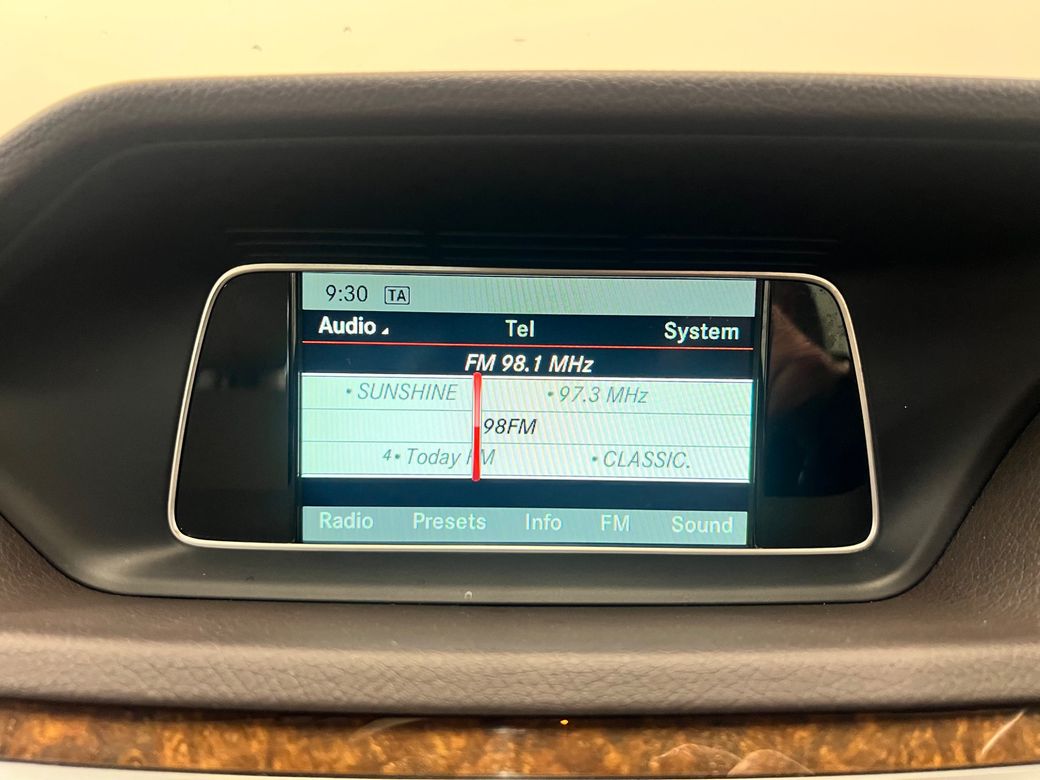 9:30 TA
Audio Tel System
FM 98.1 MHz
• SUNSHINE • 97.3 MHz
98FM
4• Today FM • CLASSIC.
Radio Presets Info FM Sound